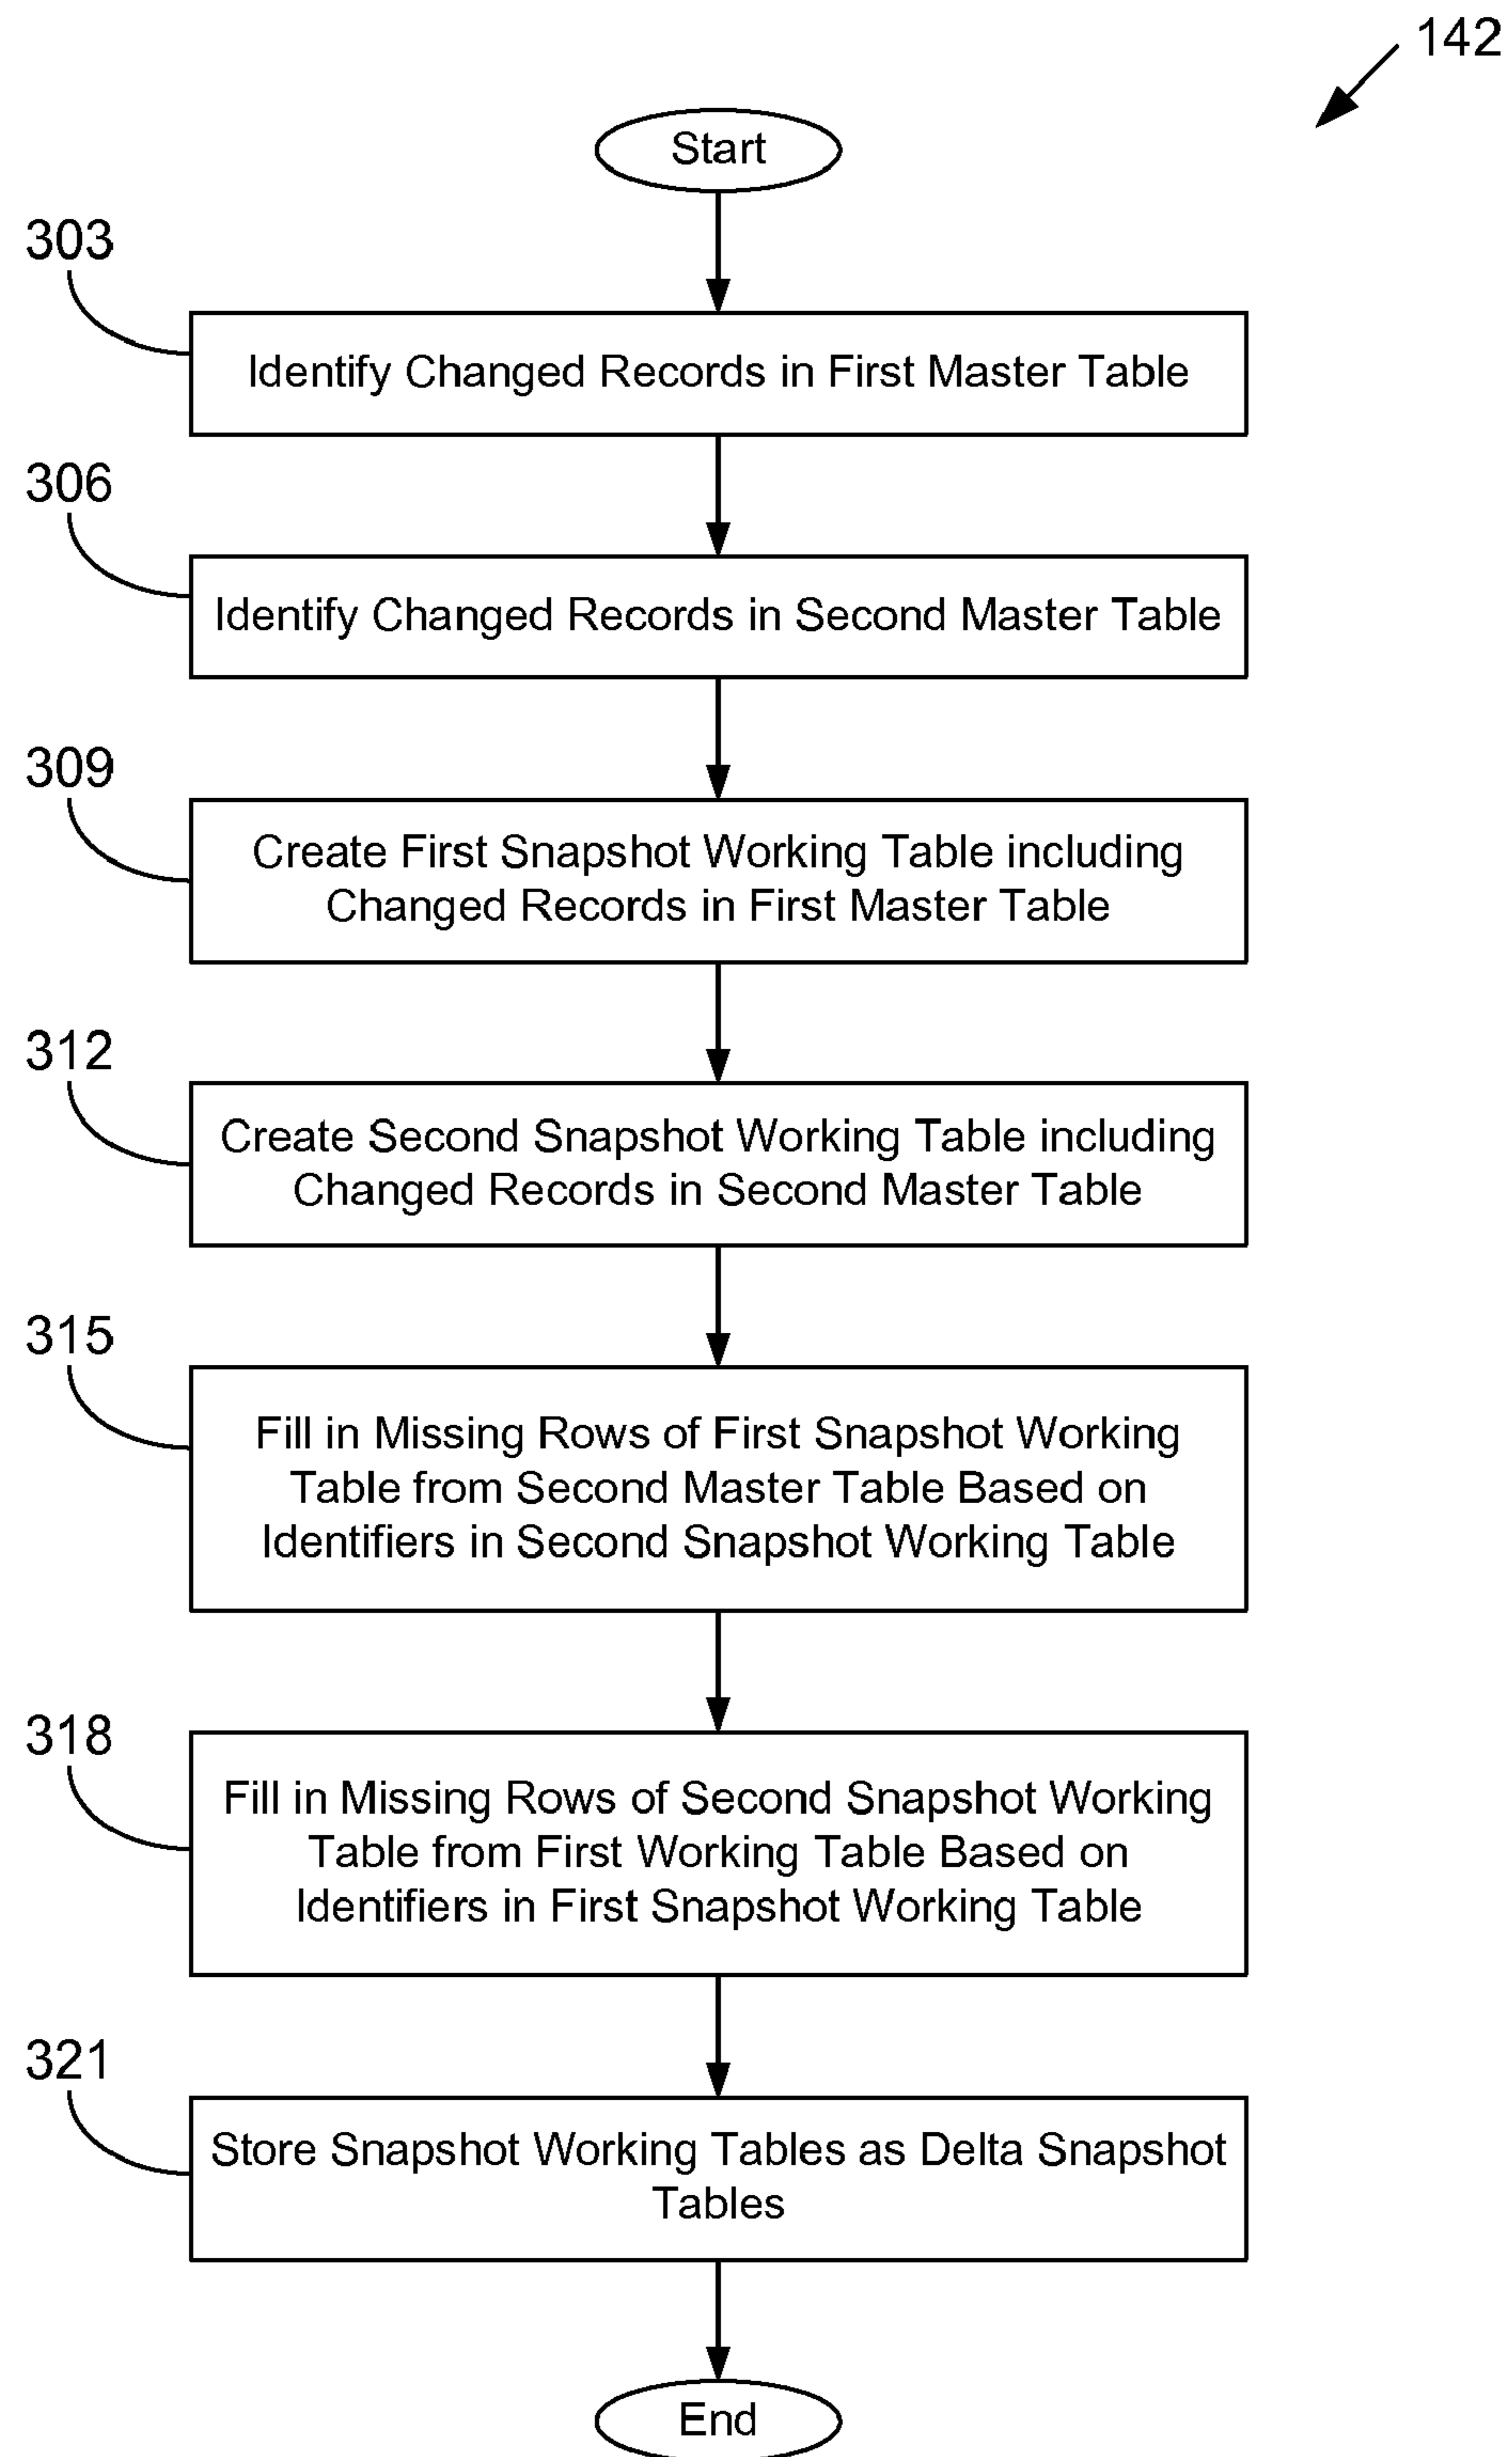 142
Start
303
Identify Changed Records in First Master Table
306
Identify Changed Records in Second Master Table
309
Create First Snapshot Working Table including
Changed Records in First Master Table
312
Create Second Snapshot Working Table including
Changed Records in Second Master Table
315
Fill in Missing Rows of First Snapshot Working
Table from Second Master Table Based on
Identifiers in Second Snapshot Working Table
318
Fill in Missing Rows of Second Snapshot Working
Table from First Working Table Based on
Identifiers in First Snapshot Working Table
321
Store Snapshot Working Tables as Delta Snapshot
Tables
End